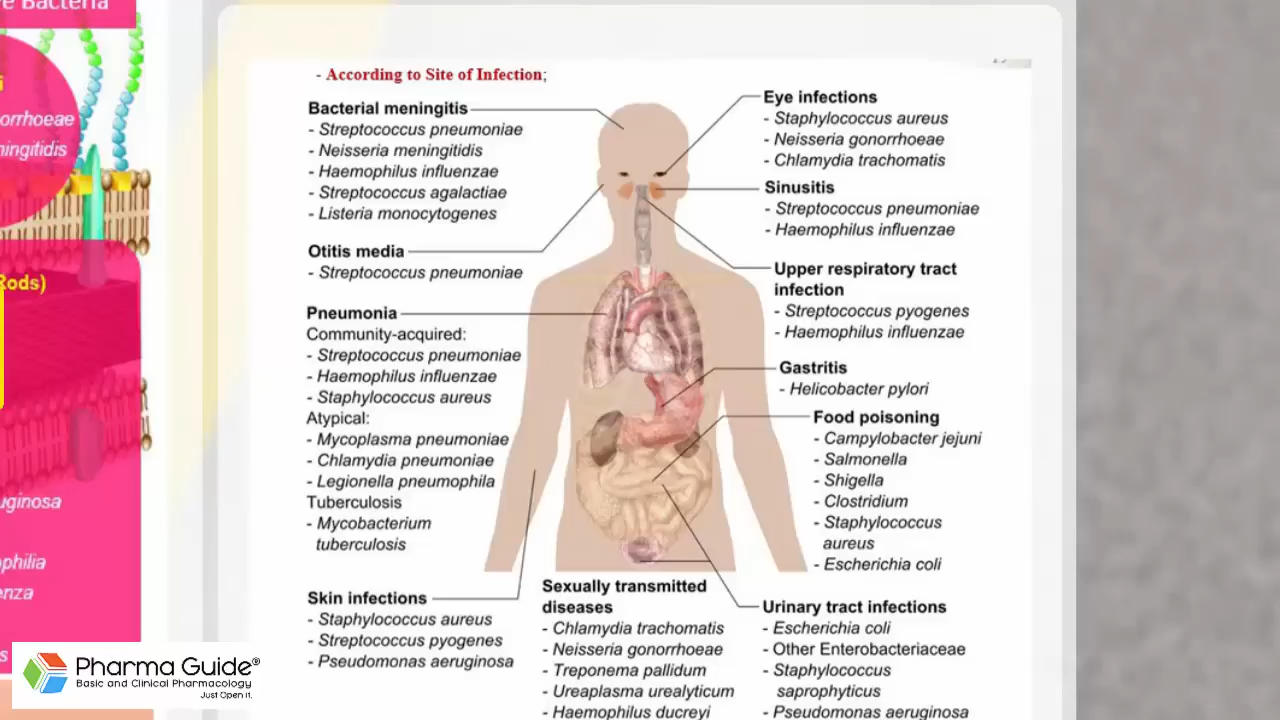 e Bacteria
i
orrhoeae
ningitidis
Rods)
uginosa
ophilia
enza
s
- According to Site of Infection;
Bacterial meningitis
- Streptococcus pneumoniae
- Neisseria meningitidis
- Haemophilus influenzae
- Streptococcus agalactiae
- Listeria monocytogenes
Otitis media
- Streptococcus pneumoniae
Pneumonia
Community-acquired:
- Streptococcus pneumoniae
- Haemophilus influenzae
- Staphylococcus aureus
Atypical:
- Mycoplasma pneumoniae
- Chlamydia pneumoniae
- Legionella pneumophila
Tuberculosis
- Mycobacterium
tuberculosis
Skin infections
- Staphylococcus aureus
- Streptococcus pyogenes
- Pseudomonas aeruginosa
Eye infections
- Staphylococcus aureus
- Neisseria gonorrhoeae
- Chlamydia trachomatis
Sinusitis
- Streptococcus pneumoniae
- Haemophilus influenzae
Upper respiratory tract
infection
- Streptococcus pyogenes
- Haemophilus influenzae
Gastritis
- Helicobacter pylori
Food poisoning
- Campylobacter jejuni
- Salmonella
- Shigella
- Clostridium
- Staphylococcus
aureus
- Escherichia coli
Sexually transmitted
diseases
- Chlamydia trachomatis
- Neisseria gonorrhoeae
- Treponema pallidum
- Ureaplasma urealyticum
- Haemophilus ducreyi
Urinary tract infections
- Escherichia coli
- Other Enterobacteriaceae
- Staphylococcus
saprophyticus
- Pseudomonas aeruginosa
Pharma Guide®
Basic and Clinical Pharmacology
Just Open it.